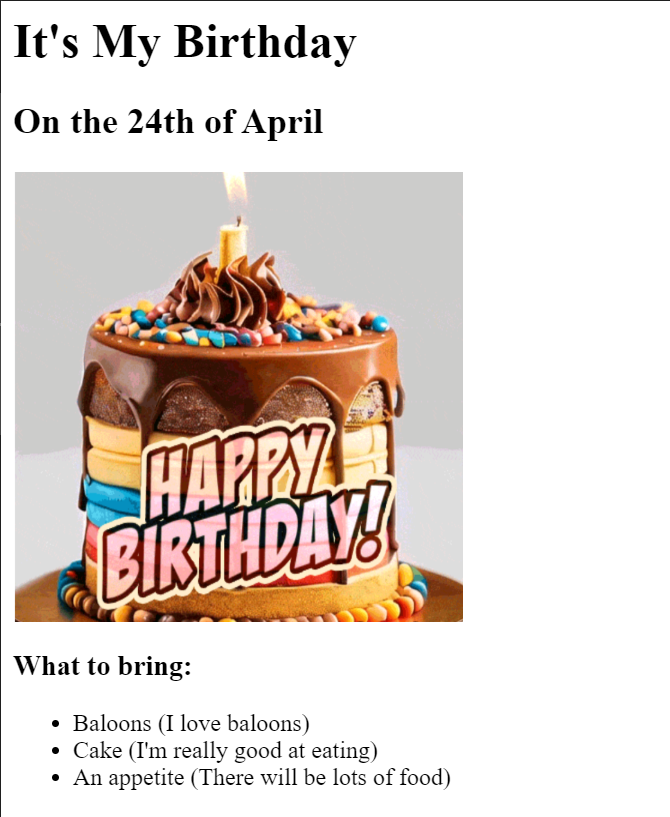 It's My Birthday
On the 24th of April
HAPPY
BIRTHDAY!
What to bring:
• Baloons (I love baloons)
• Cake (I'm really good at eating)
• An appetite (There will be lots of food)